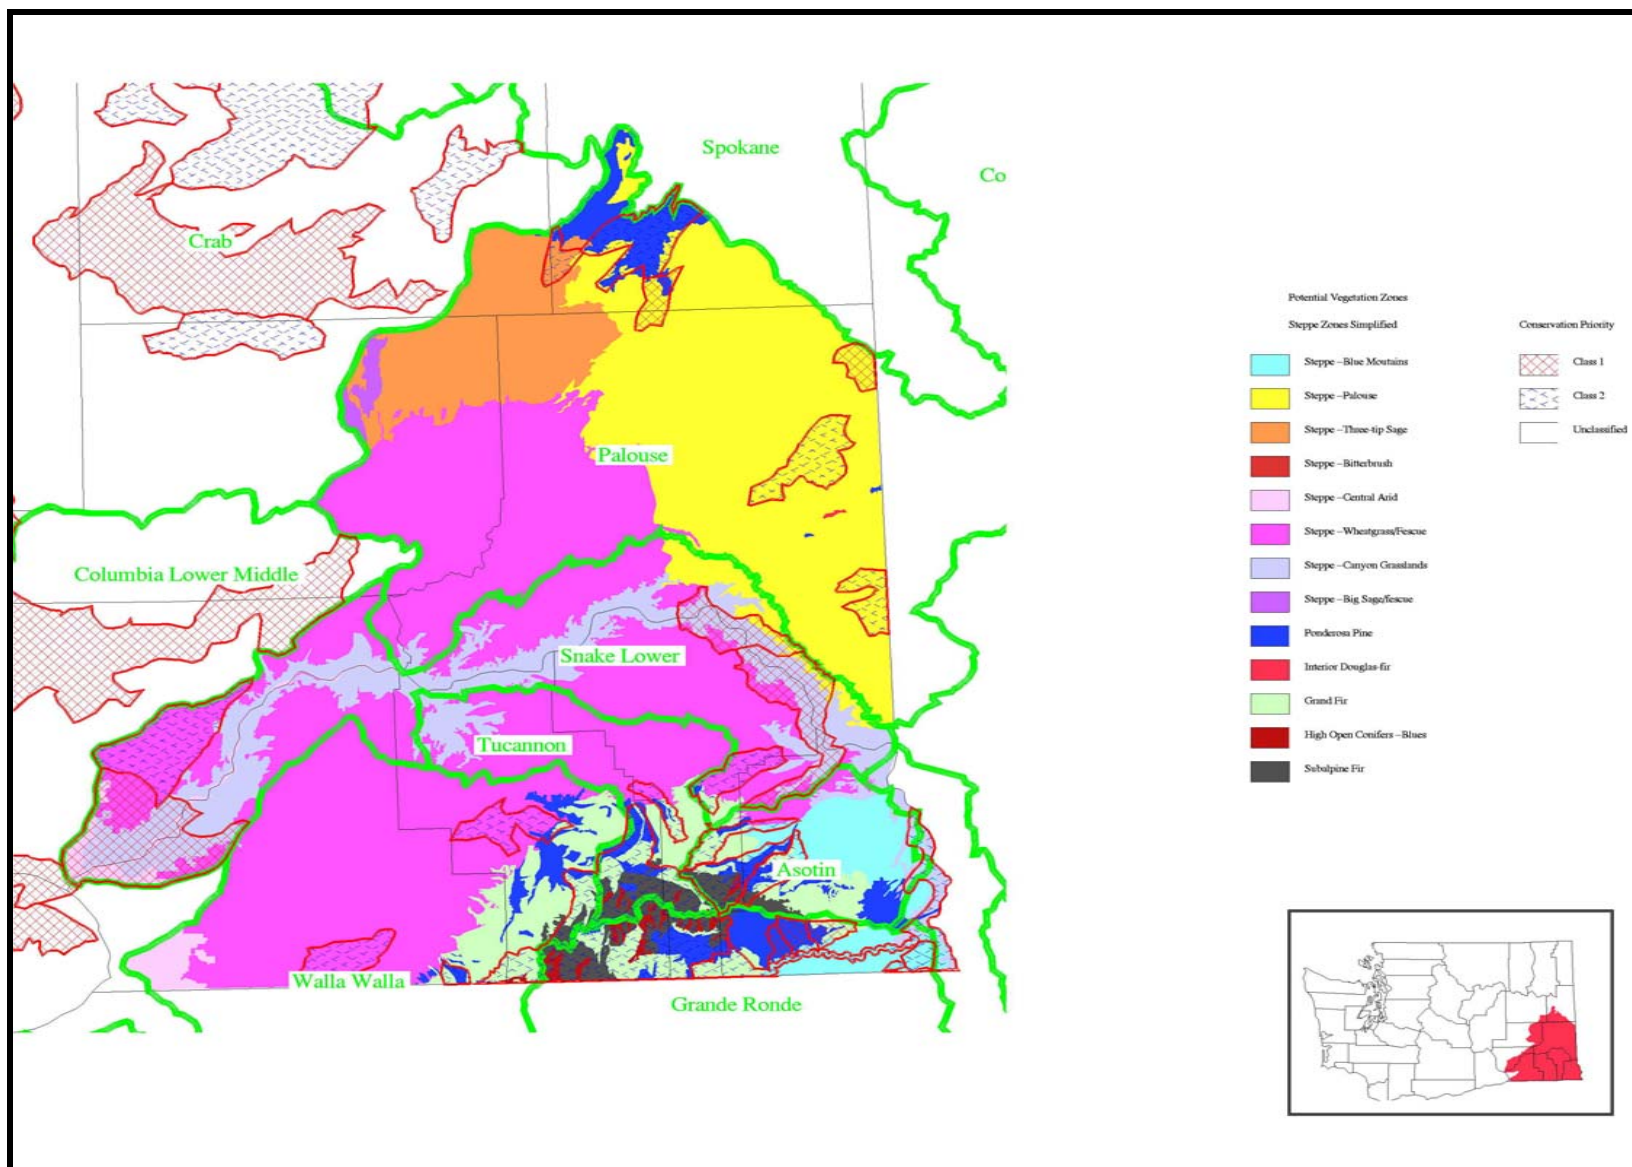 Spokane
Co
Crab
Palouse
Columbia Lower Middle
Snake Lower
Tucannon
Asotin
Walla Walla
Grande Ronde
Potential Vegetation Zones
Steppe Zones Simplified
Steppe -Blue Moutains
Steppe -Palouse
Steppe -Three-tip Sage
Steppe -Bitterbrush
Steppe -Central Arid
Steppe -Wheatgrass/Fescue
Steppe -Canyon Grasslands
Steppe -Big Sage/fescue
Ponderosa Pine
Interior Douglas-fir
Grand Fir
High Open Conifers -Blues
Subalpine Fir
Conservation Priority
Class 1
Class 2
Unclassified